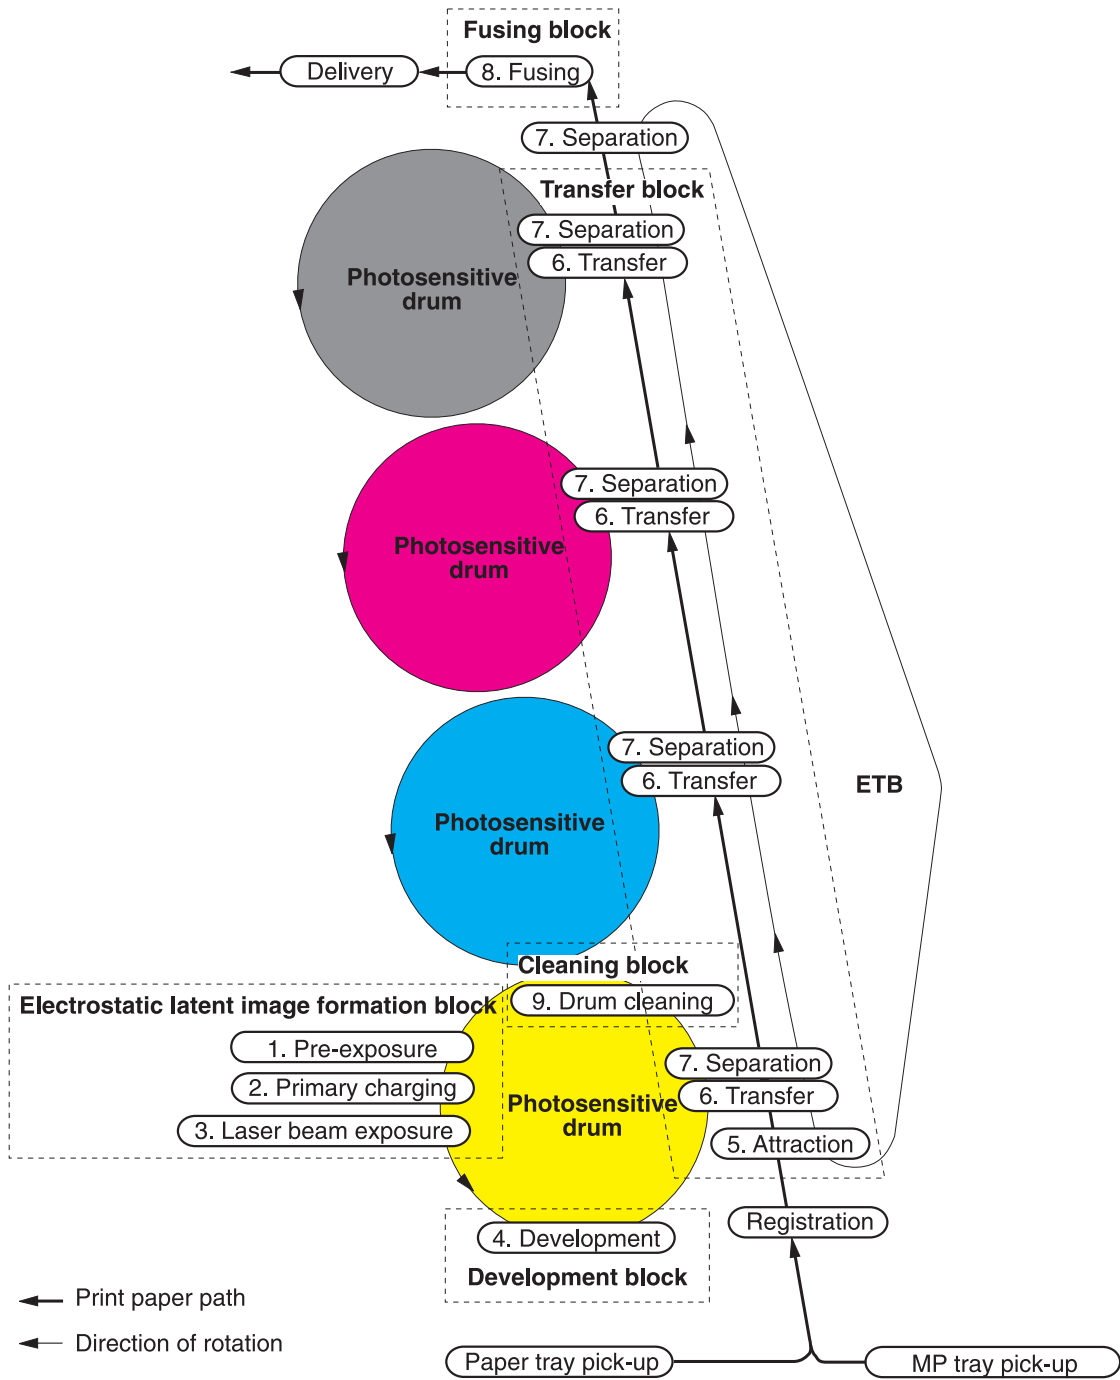 Fusing block
Delivery
8. Fusing
7. Separation
Transfer block
7. Separation
6. Transfer
Photosensitive
drum
7. Separation
6. Transfer
Photosensitive
drum
7. Separation
6. Transfer
ETB
Photosensitive
drum
Cleaning block
9. Drum cleaning
Electrostatic latent image formation block
1. Pre-exposure
2. Primary charging
3. Laser beam exposure
7. Separation
6. Transfer
Photosensitive
drum
5. Attraction
Registration
4. Development
Development block
Print paper path
Direction of rotation
Paper tray pick-up
MP tray pick-up